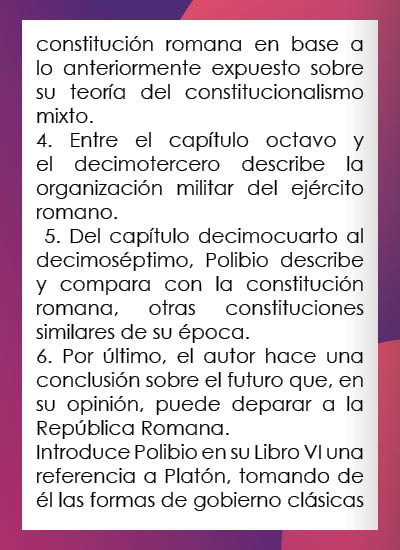 constitución romana en base a
lo anteriormente expuesto sobre
su teoría del constitucionalismo
mixto.
4. Entre el capítulo octavo y
el decimotercero describe la
organización militar del ejército
romano.
5. Del capítulo decimocuarto al
decimoséptimo, Polibio describe
y compara con la constitución
romana, otras constituciones
similares de su época.
6. Por último, el autor hace una
conclusión sobre el futuro que, en
su opinión, puede deparar a la
República Romana.
Introduce Polibio en su Libro VI una
referencia a Platón, tomando de
él las formas de gobierno clásicas